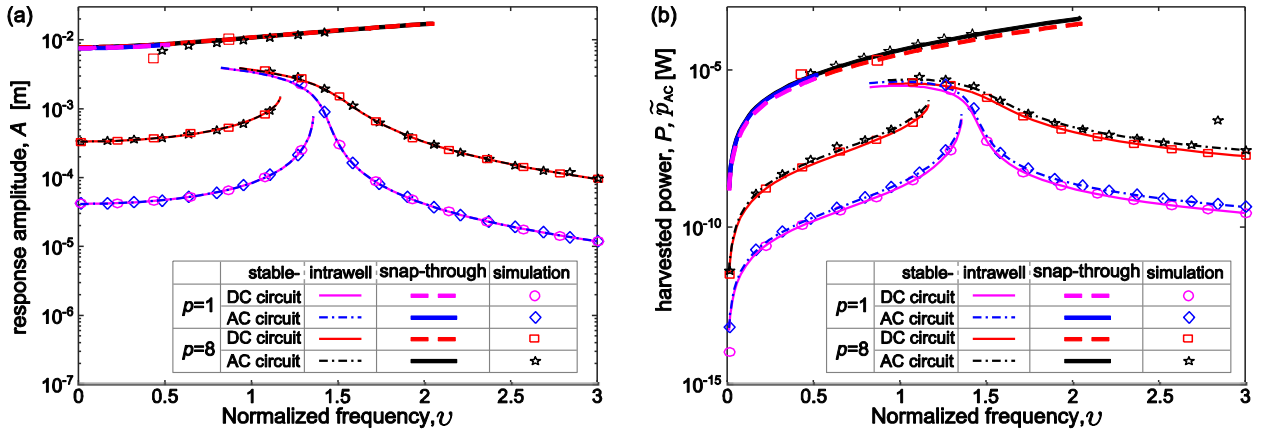 (a)
response amplitude, A [m]
10⁻²
10⁻³
10⁻⁴
10⁻⁵
10⁻⁶
10⁻⁷
stable- intrawell snap-through simulation
p=1 DC circuit
AC circuit
p=8 DC circuit
AC circuit
0 0.5 1 1.5 2 2.5 3
Normalized frequency, υ
(b)
harvested power, P, p̃AC [W]
10⁻⁵
10⁻¹⁰
10⁻¹⁵
stable- intrawell snap-through simulation
p=1 DC circuit
AC circuit
p=8 DC circuit
AC circuit
0 0.5 1 1.5 2 2.5 3
Normalized frequency, υ